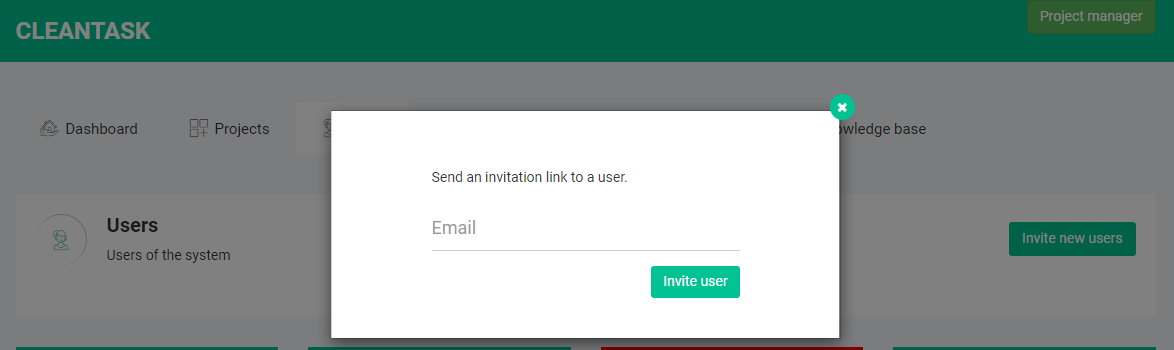 CLEANTASK
Project manager
Dashboard
Projects
wledge base
Send an invitation link to a user.
Email
Invite user
Users
Users of the system
Invite new users